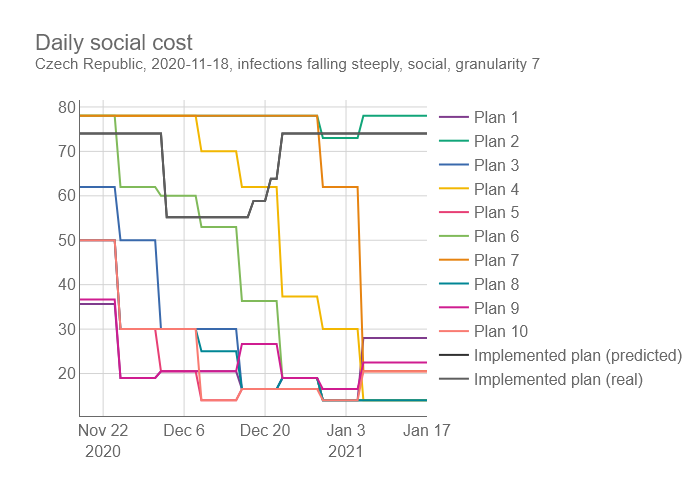 Daily social cost
Czech Republic, 2020-11-18, infections falling steeply, social, granularity 7
80
70
60
50
40
30
20
Nov 22
2020
Dec 6
Dec 20
Jan 3
2021
Jan 17
Plan 1
Plan 2
Plan 3
Plan 4
Plan 5
Plan 6
Plan 7
Plan 8
Plan 9
Plan 10
Implemented plan (predicted)
Implemented plan (real)